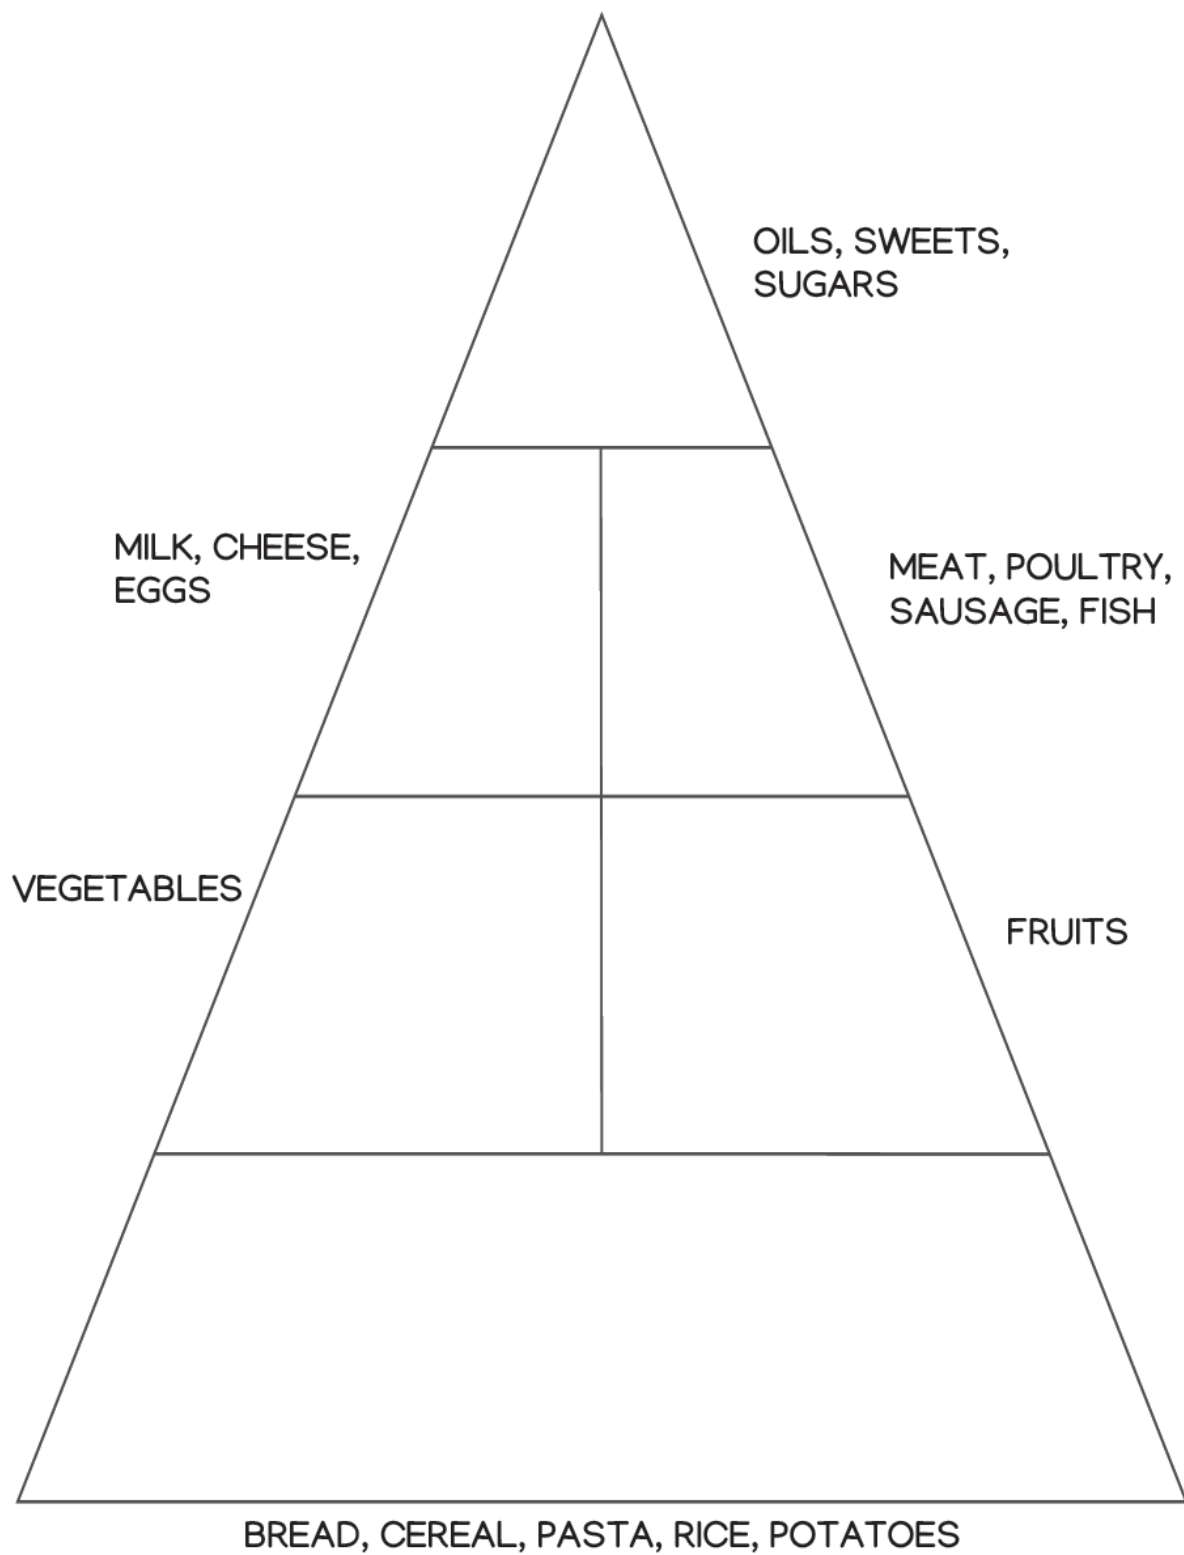 OILS, SWEETS,
SUGARS
MILK, CHEESE,
EGGS
MEAT, POULTRY,
SAUSAGE, FISH
VEGETABLES
FRUITS
BREAD, CEREAL, PASTA, RICE, POTATOES